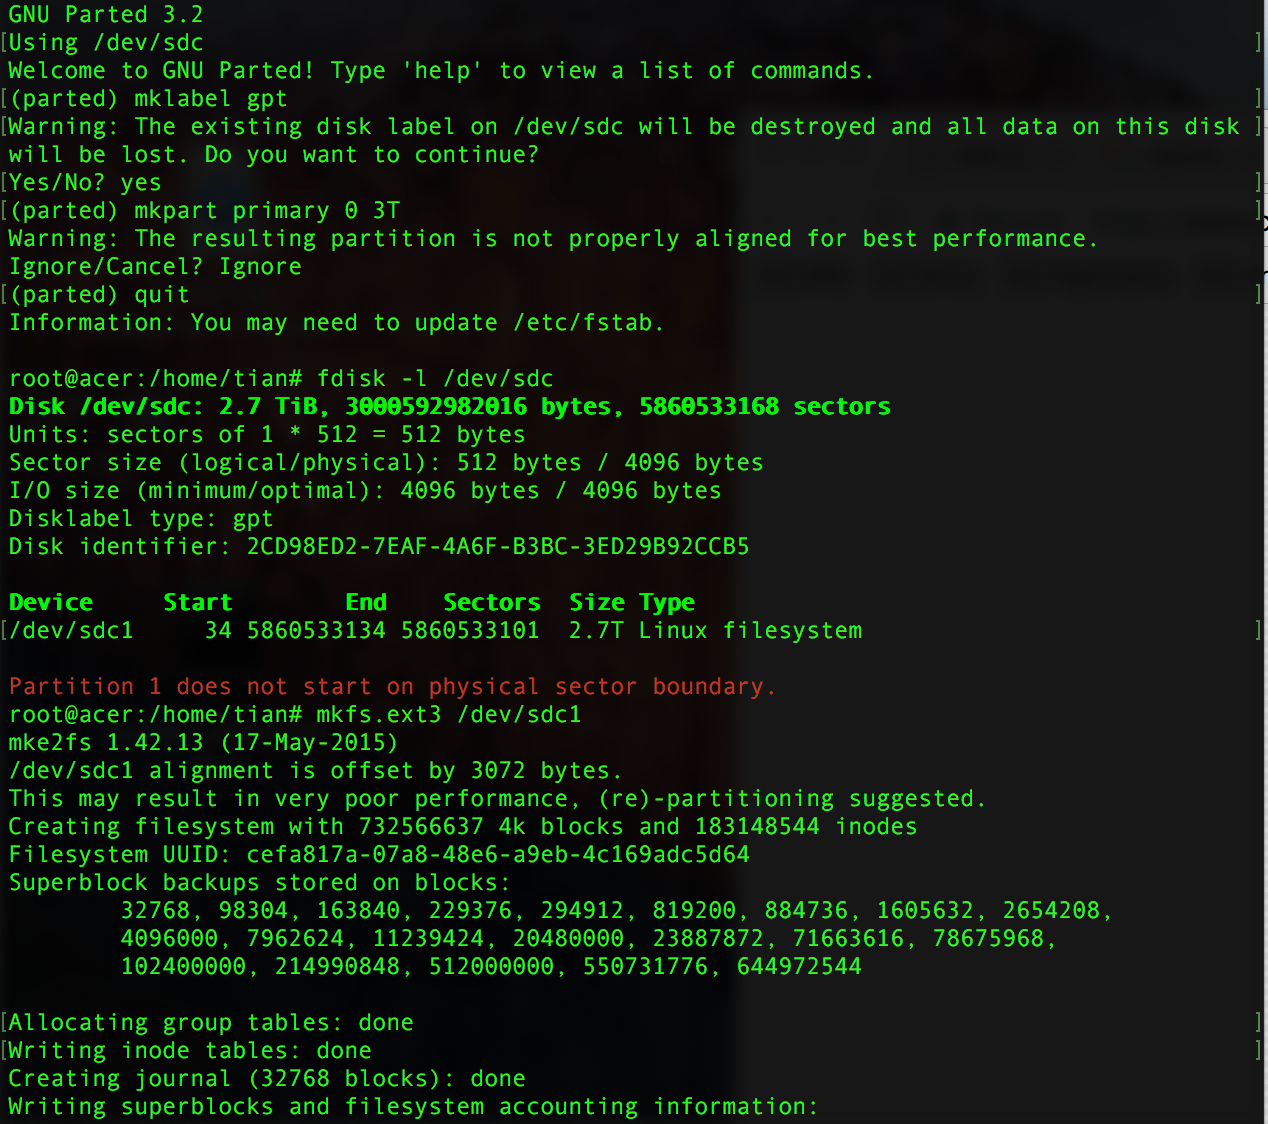 GNU Parted 3.2
[Using /dev/sdc ]
Welcome to GNU Parted! Type 'help' to view a list of commands.
[(parted) mklabel gpt ]
[Warning: The existing disk label on /dev/sdc will be destroyed and all data on this disk ]
will be lost. Do you want to continue?
[Yes/No? yes ]
[(parted) mkpart primary 0 3T ]
Warning: The resulting partition is not properly aligned for best performance.
Ignore/Cancel? Ignore
[(parted) quit ]
Information: You may need to update /etc/fstab.
root@acer:/home/tian# fdisk -l /dev/sdc
Disk /dev/sdc: 2.7 TiB, 3000592982016 bytes, 5860533168 sectors
Units: sectors of 1 * 512 = 512 bytes
Sector size (logical/physical): 512 bytes / 4096 bytes
I/O size (minimum/optimal): 4096 bytes / 4096 bytes
Disklabel type: gpt
Disk identifier: 2CD98ED2-7EAF-4A6F-B3BC-3ED29B92CCB5
Device Start End Sectors Size Type
[/dev/sdc1 34 5860533134 5860533101 2.7T Linux filesystem ]
Partition 1 does not start on physical sector boundary.
root@acer:/home/tian# mkfs.ext3 /dev/sdc1
mke2fs 1.42.13 (17-May-2015)
/dev/sdc1 alignment is offset by 3072 bytes.
This may result in very poor performance, (re)-partitioning suggested.
Creating filesystem with 732566637 4k blocks and 183148544 inodes
Filesystem UUID: cefa817a-07a8-48e6-a9eb-4c169adc5d64
Superblock backups stored on blocks:
32768, 98304, 163840, 229376, 294912, 819200, 884736, 1605632, 2654208,
4096000, 7962624, 11239424, 20480000, 23887872, 71663616, 78675968,
102400000, 214990848, 512000000, 550731776, 644972544
[Allocating group tables: done ]
[Writing inode tables: done ]
Creating journal (32768 blocks): done
Writing superblocks and filesystem accounting information: